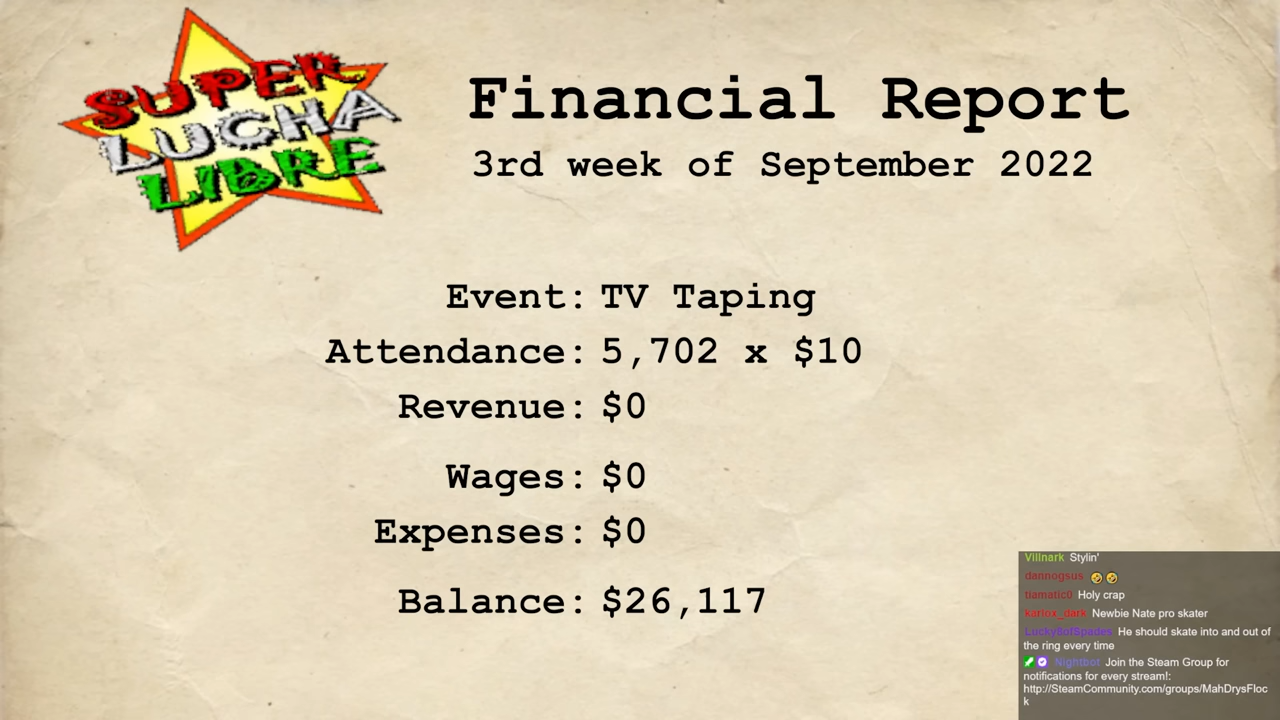 SUPER
LUCHA
LIBRE
Financial Report
3rd week of September 2022
Event: TV Taping
Attendance: 5,702 x $10
Revenue: $0
Wages: $0
Expenses: $0
Balance: $26,117
Villnark Stylin'
dannogsus
tiamatic0 Holy crap
karlox_dark Newbie Nate pro skater
Lucky8ofSpades He should skate into and out of
the ring every time
Nightbot Join the Steam Group for
notifications for every stream!:
http://SteamCommunity.com/groups/MahDrysFloc
k